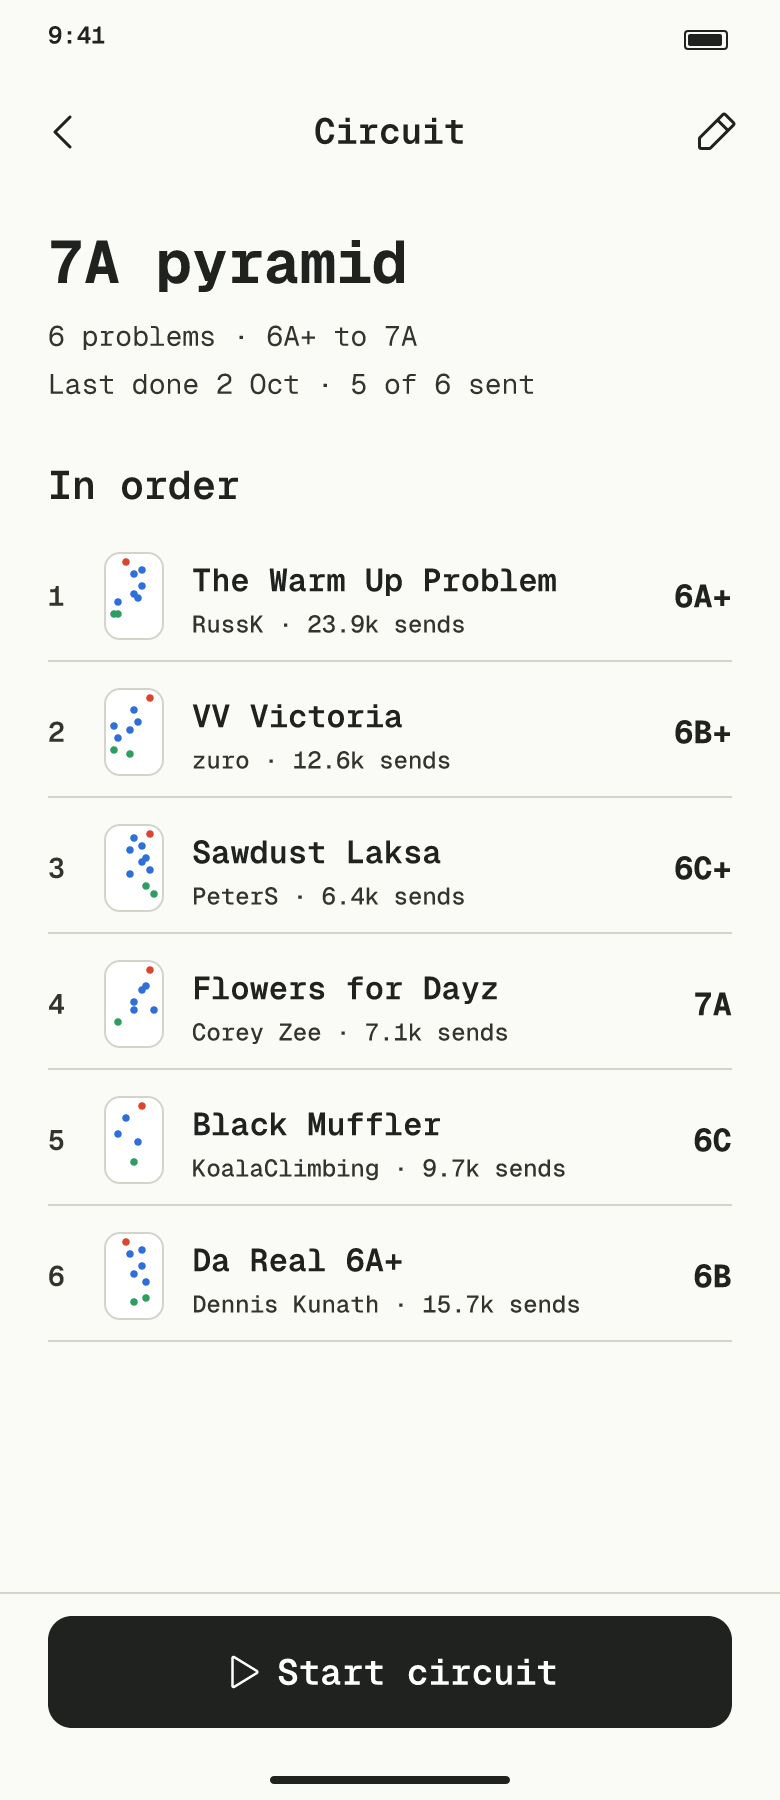 9:41
Circuit
7A pyramid
6 problems · 6A+ to 7A
Last done 2 Oct · 5 of 6 sent
In order
1
The Warm Up Problem
RussK · 23.9k sends
6A+
2
VV Victoria
zuro · 12.6k sends
6B+
3
Sawdust Laksa
PeterS · 6.4k sends
6C+
4
Flowers for Dayz
Corey Zee · 7.1k sends
7A
5
Black Muffler
KoalaClimbing · 9.7k sends
6C
6
Da Real 6A+
Dennis Kunath · 15.7k sends
6B
Start circuit